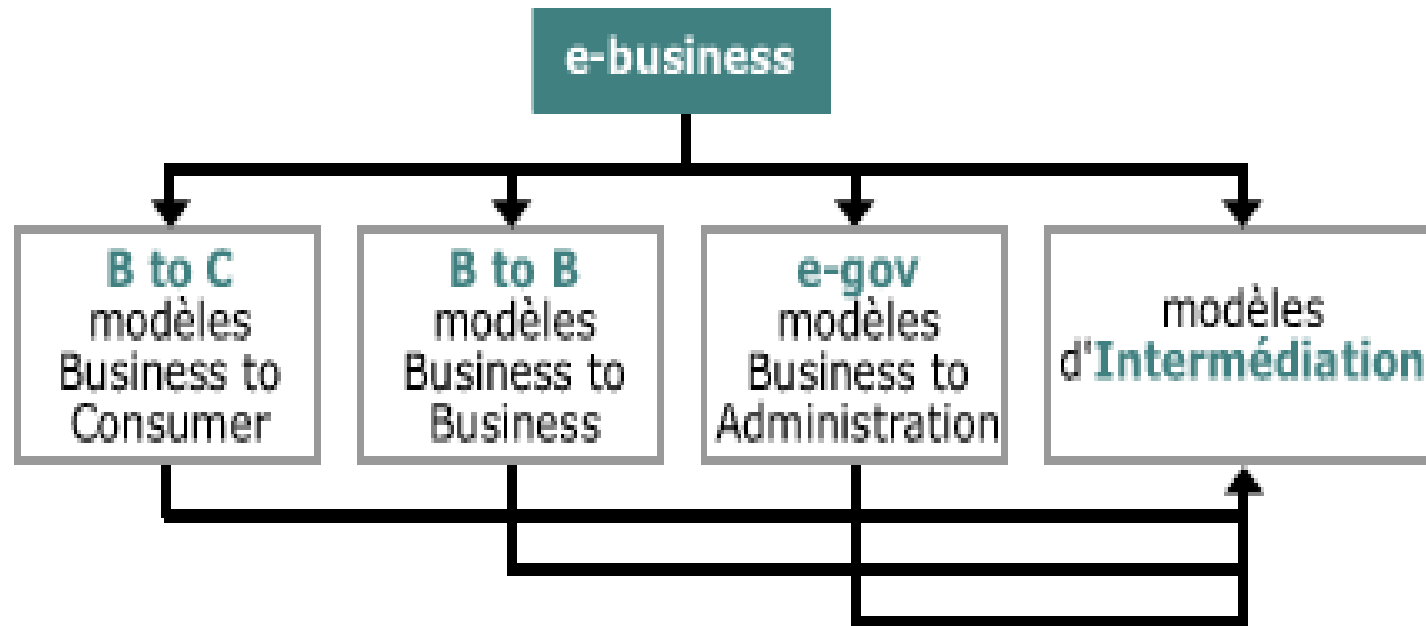 e-business
B to C
modèles
Business to
Consumer
B to B
modèles
Business to
Business
e-gov
modèles
Business to
Administration
modèles
d'Intermédiation